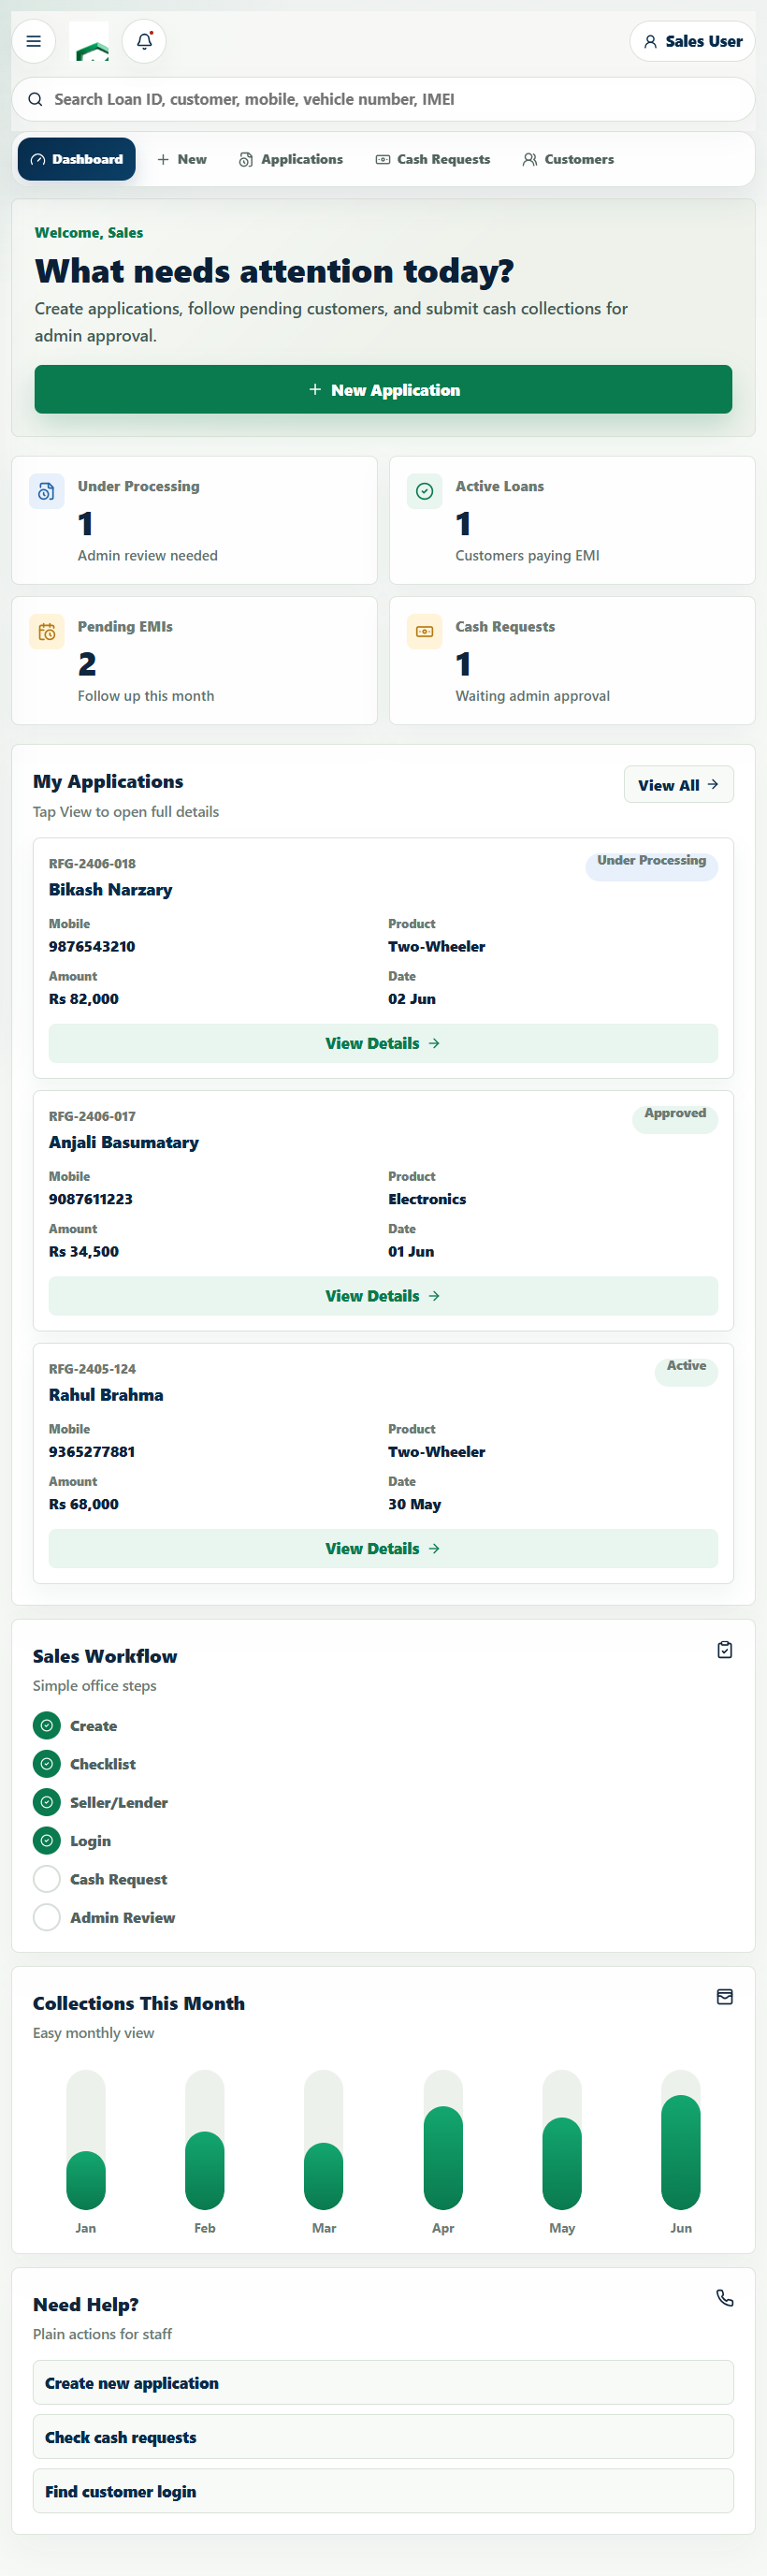 Sales User
Search Loan ID, customer, mobile, vehicle number, IMEI
Dashboard
New
Applications
Cash Requests
Customers
Welcome, Sales
What needs attention today?
Create applications, follow pending customers, and submit cash collections for
admin approval.
New Application
Under Processing
1
Admin review needed
Active Loans
1
Customers paying EMI
Pending EMIs
2
Follow up this month
Cash Requests
1
Waiting admin approval
My Applications
View All
Tap View to open full details
RFG-2406-018
Under Processing
Bikash Narzary
Mobile
Product
9876543210
Two-Wheeler
Amount
Date
Rs 82,000
02 Jun
View Details
RFG-2406-017
Approved
Anjali Basumatary
Mobile
Product
9087611223
Electronics
Amount
Date
Rs 34,500
01 Jun
View Details
RFG-2405-124
Active
Rahul Brahma
Mobile
Product
9365277881
Two-Wheeler
Amount
Date
Rs 68,000
30 May
View Details
Sales Workflow
Simple office steps
Create
Checklist
Seller/Lender
Login
Cash Request
Admin Review
Collections This Month
Easy monthly view
Jan
Feb
Mar
Apr
May
Jun
Need Help?
Plain actions for staff
Create new application
Check cash requests
Find customer login